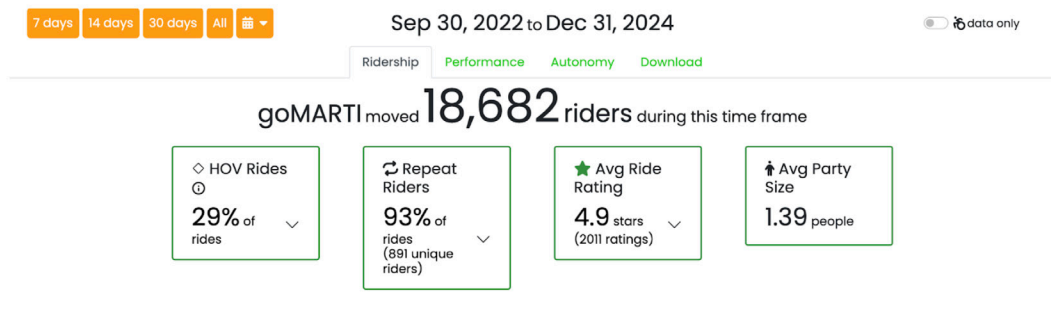 7 days 14 days 30 days All
Sep 30, 2022 to Dec 31, 2024
data only
Ridership Performance Autonomy Download
goMARTI moved 18,682 riders during this time frame
HOV Rides
29% of
rides
Repeat
Riders
93% of
rides
(891 unique
riders)
Avg Ride
Rating
4.9 stars
(2011 ratings)
Avg Party
Size
1.39 people